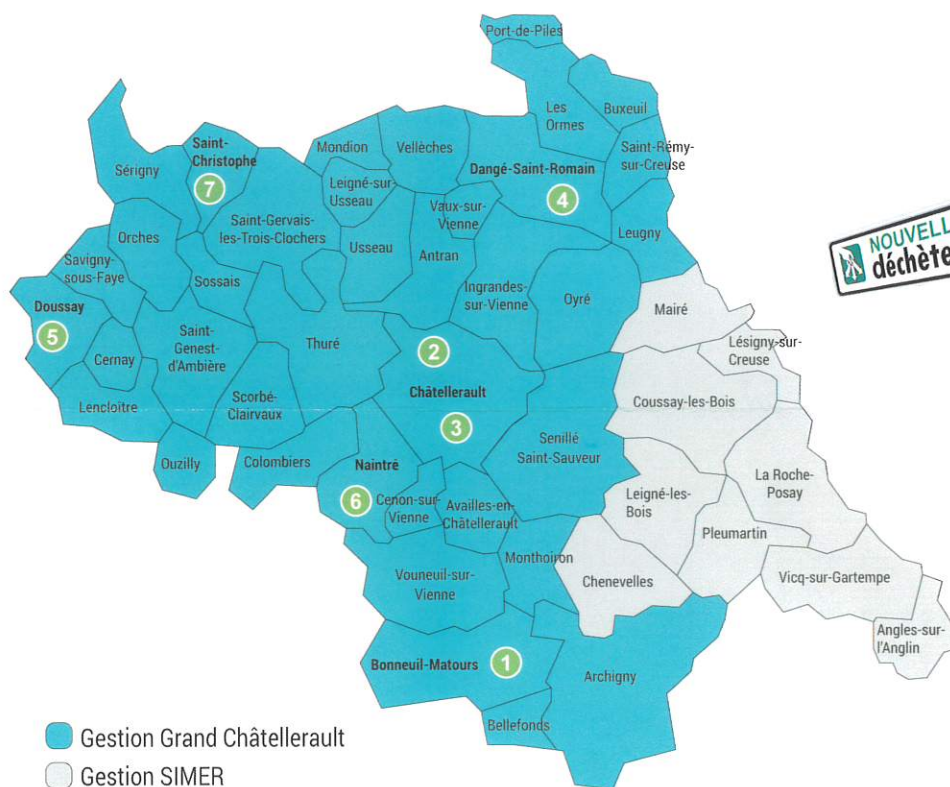 Port-de-Piles
Les
Ormes
Buxeuil
Saint-Rémy-
sur-Creuse
Saint-
Christophe
7
Sérigny
Mondion
Vellèches
Dangé-Saint-Romain
4
Leigné-sur-
Usseau
Vaux-sur-
Vienne
Saint-Gervais-
les-Trois-Clochers
Leugny
Orches
Usseau
Antran
Savigny-
sous-Faye
Sossais
Ingrandes-
sur-Vienne
Oyré
NOUVELL
déchète
Mairé
Doussay
5
Cernay
Saint-
Genest-
d'Ambière
Thuré
2
Lésigny-sur-
Creuse
Châtellerault
3
Coussay-les-Bois
Lencloître
Scorbé-
Clairvaux
Senillé
Saint-Sauveur
Ouzilly
Colombiers
Naintré
6
Cenon-sur-
Vienne
Availles-en-
Châtellerault
Leigné-les-
Bois
La Roche-
Posay
Pleumartin
Monthoiron
Vouneuil-sur-
Vienne
Chenevelles
Vicq-sur-Gartempe
Angles-sur-
l'Anglin
Bonneuil-Matours
1
Archigny
Bellefonds
Gestion Grand Châtellerault
Gestion SIMER